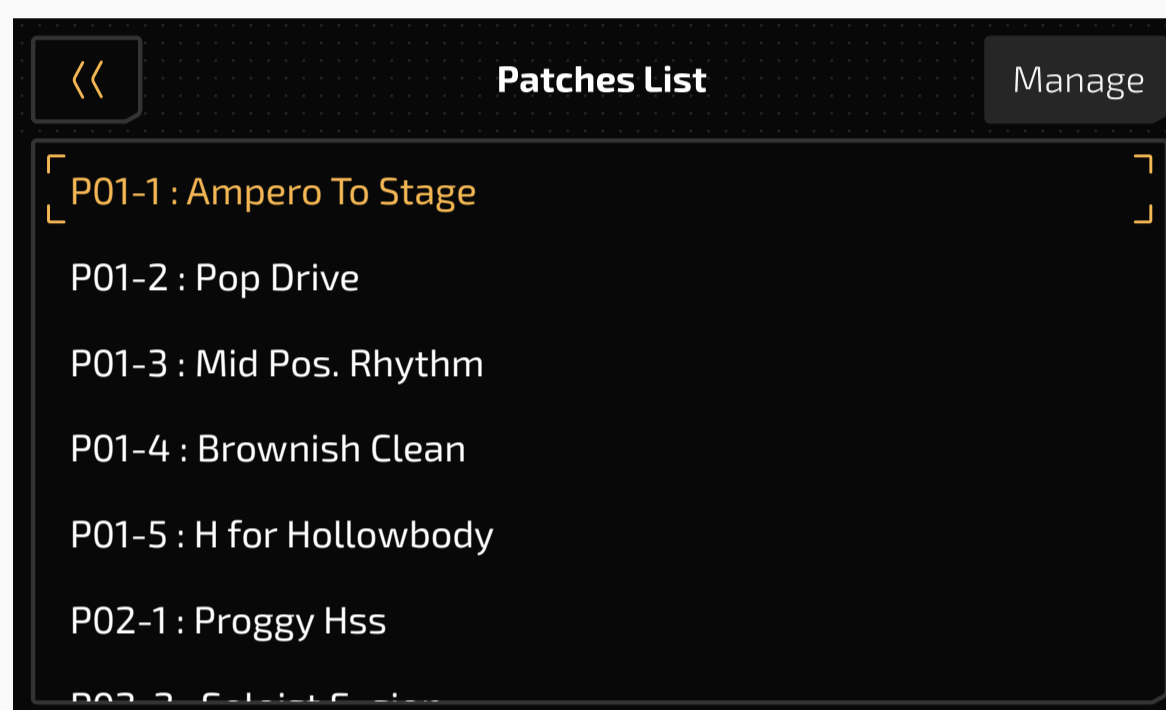 Patches List
Manage
P01-1 : Ampero To Stage
P01-2 : Pop Drive
P01-3 : Mid Pos. Rhythm
P01-4 : Brownish Clean
P01-5 : H for Hollowbody
P02-1 : Proggy Hss